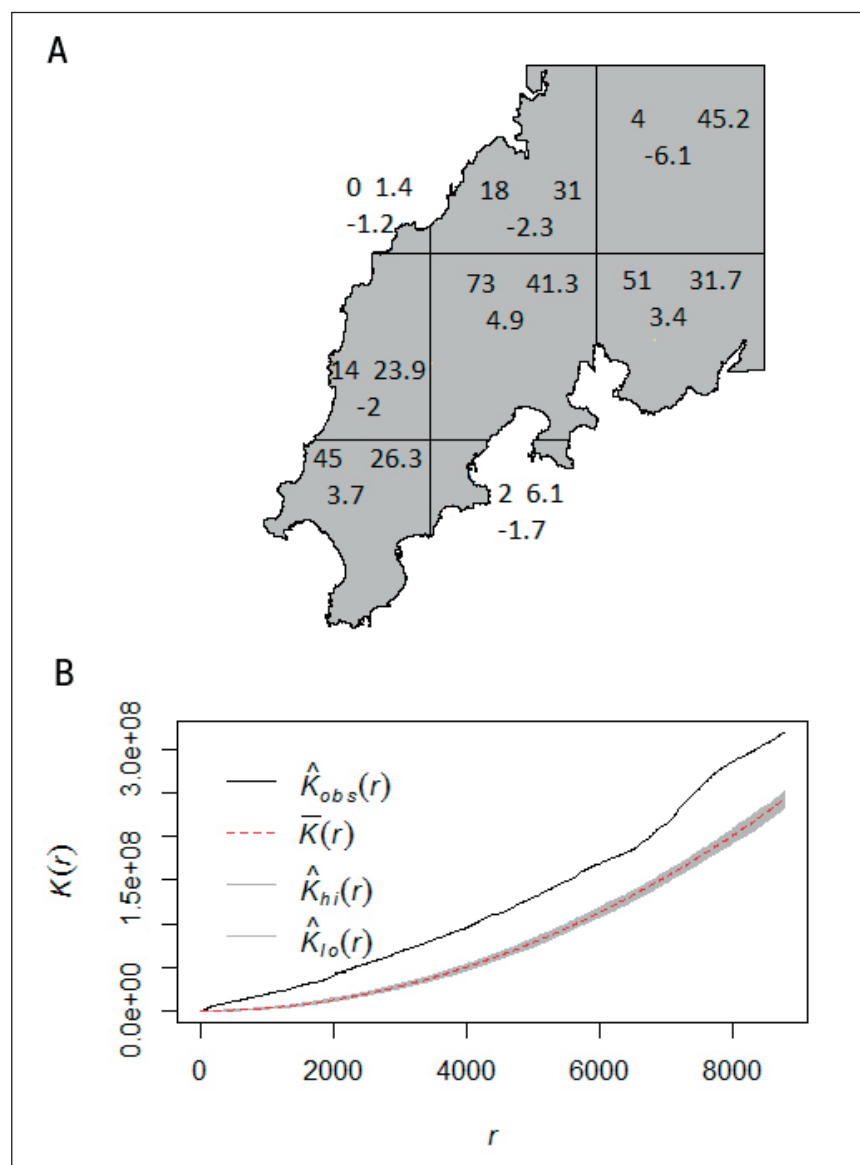 A
4 45.2
-6.1
0 1.4
-1.2
18 31
-2.3
73 41.3
4.9
51 31.7
3.4
14 23.9
-2
45 26.3
3.7
2 6.1
-1.7
B
K(r)
3.0e+08
1.5e+08
0.0e+00
K̂obs(r)
K̄(r)
K̂hi(r)
K̂lo(r)
0 2000 4000 6000 8000
r